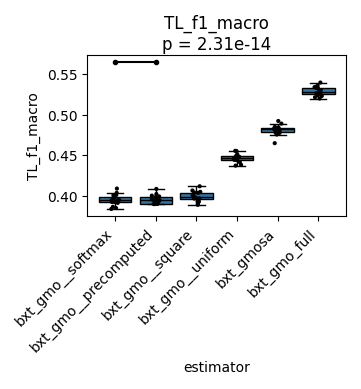 TL_f1_macro
p = 2.31e-14
TL_f1_macro
0.55
0.50
0.45
0.40
bxt_gmo__softmax
bxt_gmo__precomputed
bxt_gmo__square
bxt_gmo__uniform
bxt_gmosa
bxt_gmo_full
estimator